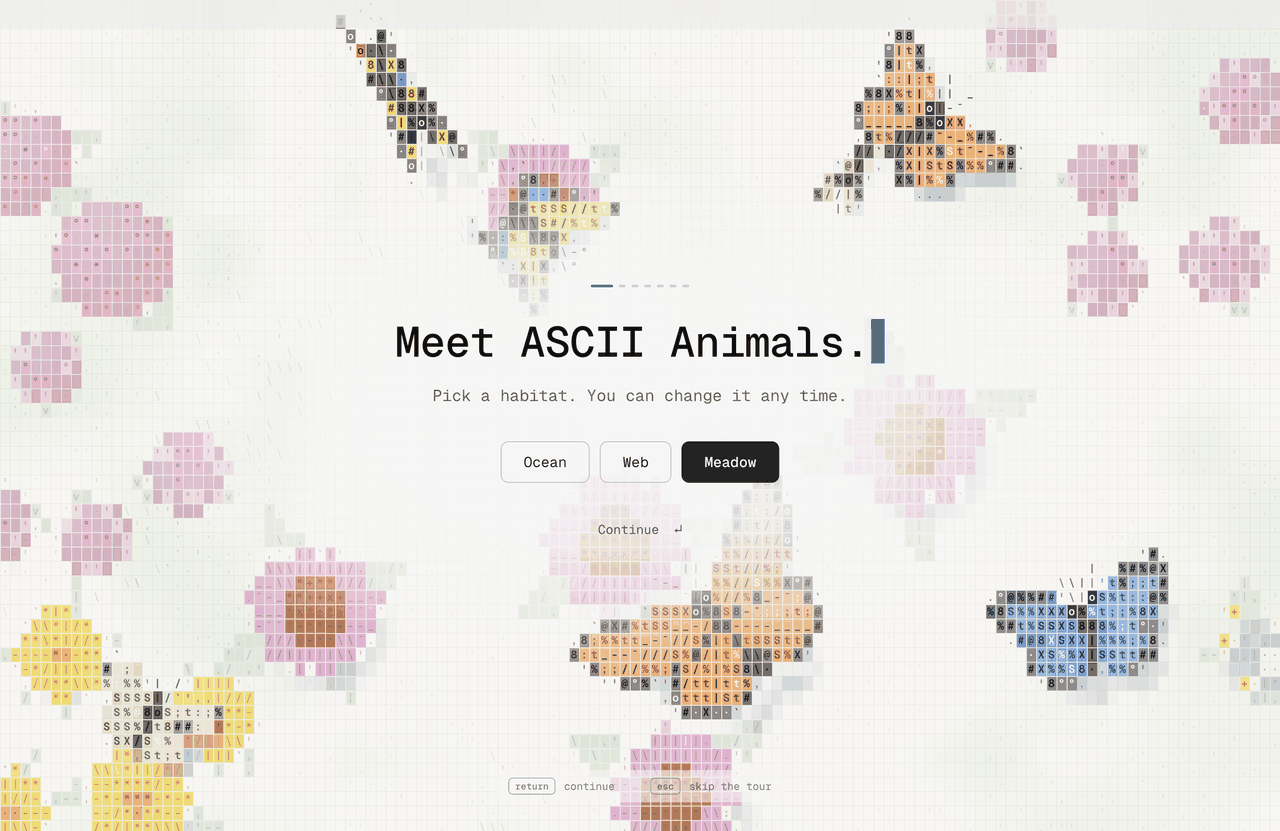 Meet ASCII Animals.
Pick a habitat. You can change it any time.
Ocean Web Meadow
Continue ↵
return continue esc skip the tour